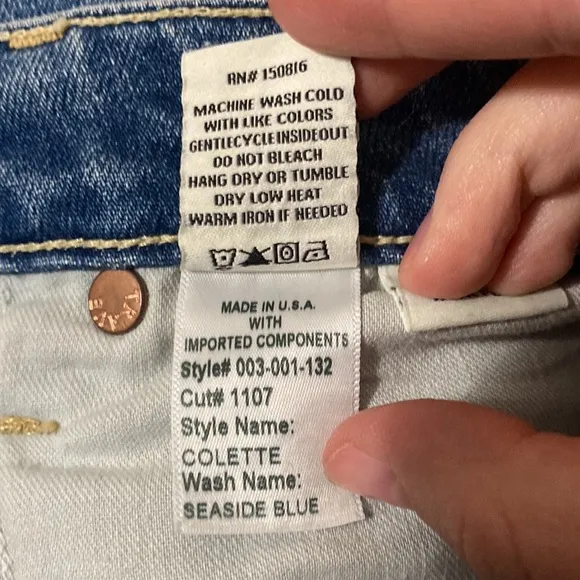 RN# 150816
MACHINE WASH COLD
WITH LIKE COLORS
GENTLECYCLEINSIDEOUT
DO NOT BLEACH
HANG DRY OR TUMBLE
DRY LOW HEAT
WARM IRON IF NEEDED
MADE IN U.S.A.
WITH
IMPORTED COMPONENTS
Style# 003-001-132
Cut# 1107
Style Name:
COLETTE
Wash Name:
SEASIDE BLUE